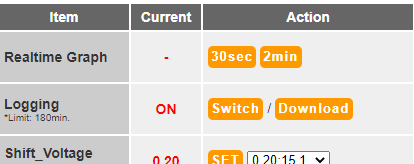 Item Current Action
Realtime Graph - 30sec 2min
Logging ON Switch / Download
*Limit: 180min.
Shift_Voltage 0.20 SET 0.20:15.1